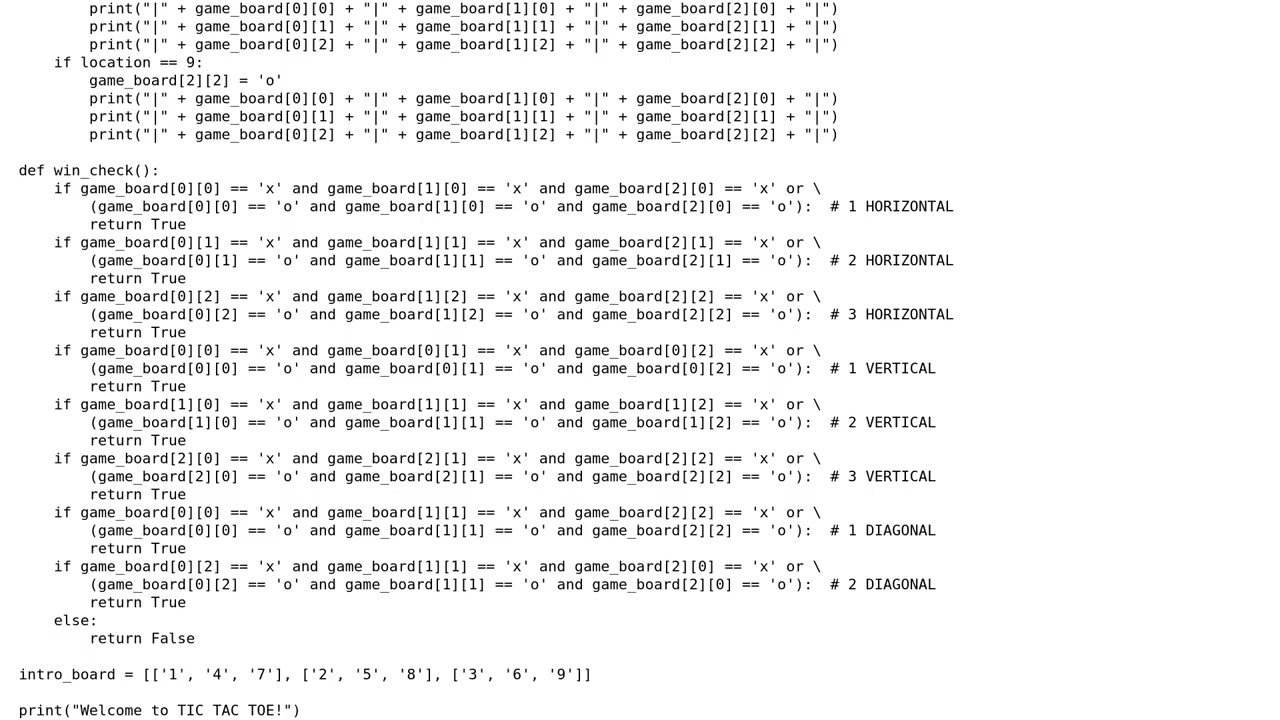 print("|" + game_board[0][0] + "|" + game_board[1][0] + "|" + game_board[2][0] + "|")
        print("|" + game_board[0][1] + "|" + game_board[1][1] + "|" + game_board[2][1] + "|")
        print("|" + game_board[0][2] + "|" + game_board[1][2] + "|" + game_board[2][2] + "|")
    if location == 9:
        game_board[2][2] = 'o'
        print("|" + game_board[0][0] + "|" + game_board[1][0] + "|" + game_board[2][0] + "|")
        print("|" + game_board[0][1] + "|" + game_board[1][1] + "|" + game_board[2][1] + "|")
        print("|" + game_board[0][2] + "|" + game_board[1][2] + "|" + game_board[2][2] + "|")

def win_check():
    if game_board[0][0] == 'x' and game_board[1][0] == 'x' and game_board[2][0] == 'x' or \
        (game_board[0][0] == 'o' and game_board[1][0] == 'o' and game_board[2][0] == 'o'):  # 1 HORIZONTAL
        return True
    if game_board[0][1] == 'x' and game_board[1][1] == 'x' and game_board[2][1] == 'x' or \
        (game_board[0][1] == 'o' and game_board[1][1] == 'o' and game_board[2][1] == 'o'):  # 2 HORIZONTAL
        return True
    if game_board[0][2] == 'x' and game_board[1][2] == 'x' and game_board[2][2] == 'x' or \
        (game_board[0][2] == 'o' and game_board[1][2] == 'o' and game_board[2][2] == 'o'):  # 3 HORIZONTAL
        return True
    if game_board[0][0] == 'x' and game_board[0][1] == 'x' and game_board[0][2] == 'x' or \
        (game_board[0][0] == 'o' and game_board[0][1] == 'o' and game_board[0][2] == 'o'):  # 1 VERTICAL
        return True
    if game_board[1][0] == 'x' and game_board[1][1] == 'x' and game_board[1][2] == 'x' or \
        (game_board[1][0] == 'o' and game_board[1][1] == 'o' and game_board[1][2] == 'o'):  # 2 VERTICAL
        return True
    if game_board[2][0] == 'x' and game_board[2][1] == 'x' and game_board[2][2] == 'x' or \
        (game_board[2][0] == 'o' and game_board[2][1] == 'o' and game_board[2][2] == 'o'):  # 3 VERTICAL
        return True
    if game_board[0][0] == 'x' and game_board[1][1] == 'x' and game_board[2][2] == 'x' or \
        (game_board[0][0] == 'o' and game_board[1][1] == 'o' and game_board[2][2] == 'o'):  # 1 DIAGONAL
        return True
    if game_board[0][2] == 'x' and game_board[1][1] == 'x' and game_board[2][0] == 'x' or \
        (game_board[0][2] == 'o' and game_board[1][1] == 'o' and game_board[2][0] == 'o'):  # 2 DIAGONAL
        return True
    else:
        return False

intro_board = [['1', '4', '7'], ['2', '5', '8'], ['3', '6', '9']]

print("Welcome to TIC TAC TOE!")